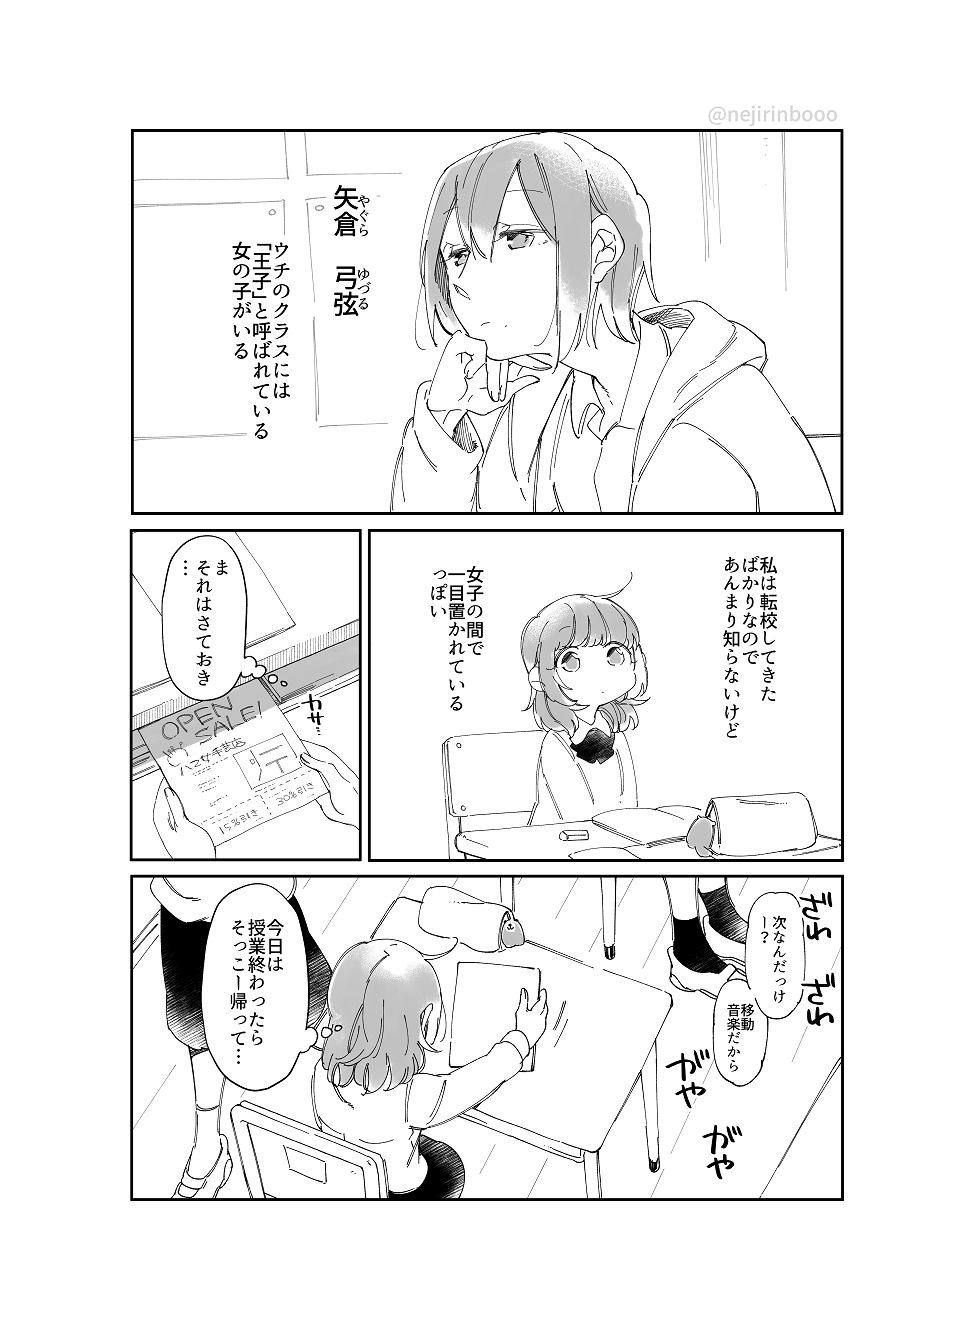 @nejirinbooo
矢倉 弓弦
やぐら ゆづる
ウチのクラスには
「王子」と呼ばれている
女の子がいる
私は転校してきた
ばかりなので
あんまり知らないけど
女子の間で
一目置かれている
っぽい
ま
それはさておき
…
カサ…
OPEN
SALE!
八乙女手芸店
15%引き
30%引き
ざわ
次なんだっけ
ー?
ざわ
移動
音楽だから
がや
がや
今日は
授業終わったら
そっこー帰って…